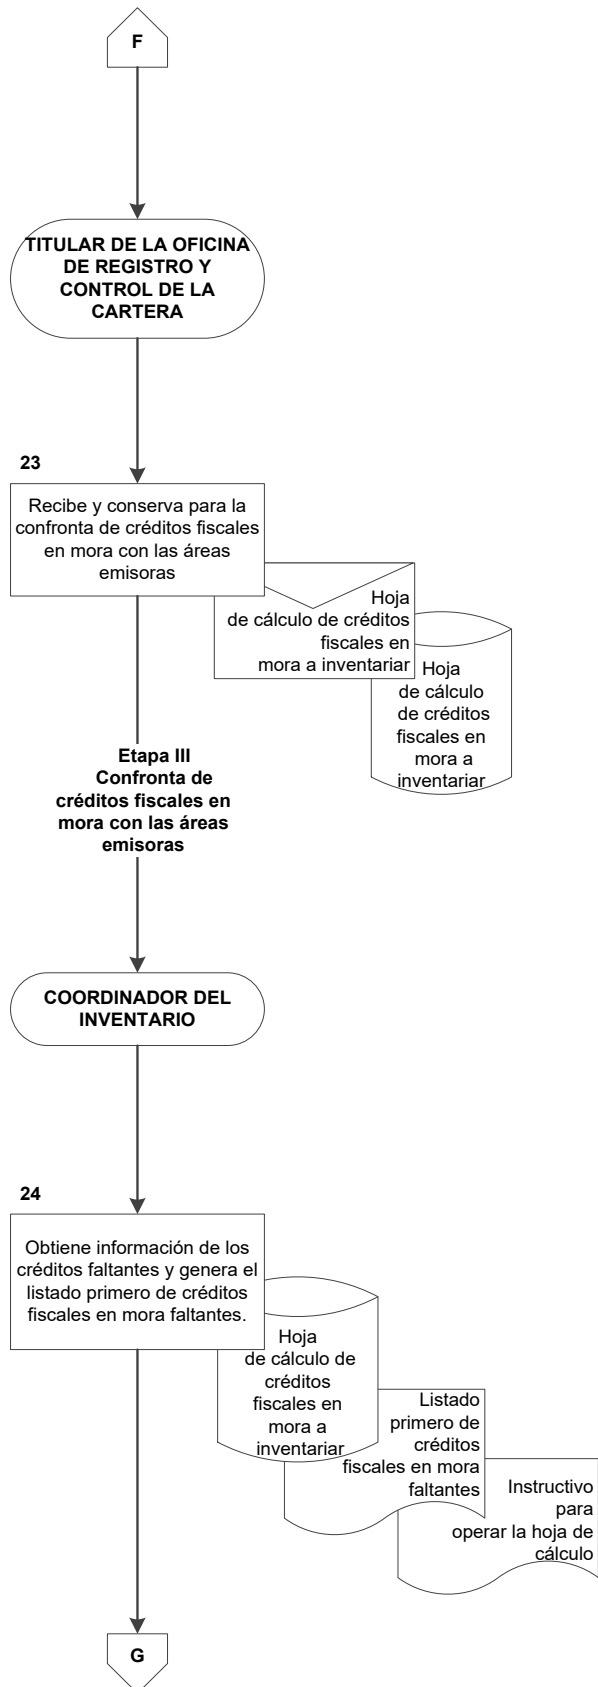 F
TITULAR DE LA OFICINA
DE REGISTRO Y
CONTROL DE LA
CARTERA
23
Recibe y conserva para la
confronta de créditos fiscales
en mora con las áreas
emisoras
Hoja
de cálculo de créditos
fiscales en
mora a inventariar
Hoja
de cálculo
de créditos
fiscales en
mora a
inventariar
Etapa III
Confronta de
créditos fiscales en
mora con las áreas
emisoras
COORDINADOR DEL
INVENTARIO
24
Obtiene información de los
créditos faltantes y genera el
listado primero de créditos
fiscales en mora faltantes.
Hoja
de cálculo de
créditos
fiscales en
mora a
inventariar
Listado
primero de
créditos
fiscales en mora
faltantes
Instructivo
para
operar la hoja de
cálculo
G